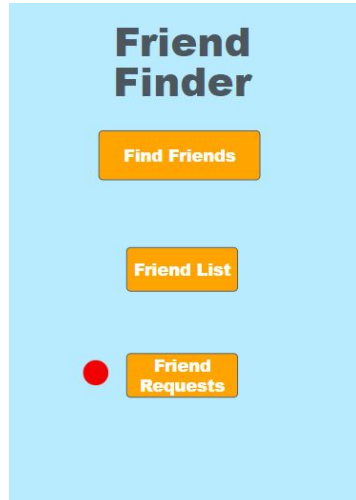 Friend
Finder
Find Friends
Friend List
Friend
Requests